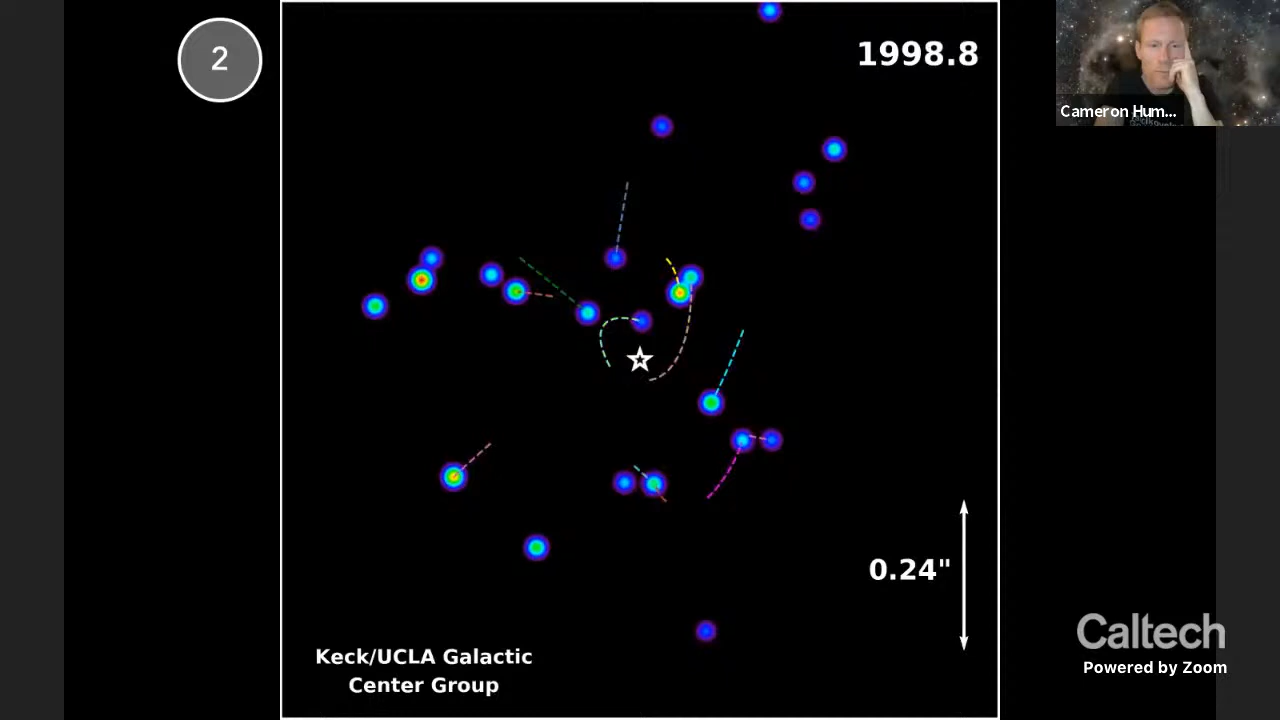 2
1998.8
Cameron Hum...
0.24"
Keck/UCLA Galactic
Center Group
Caltech
Powered by Zoom